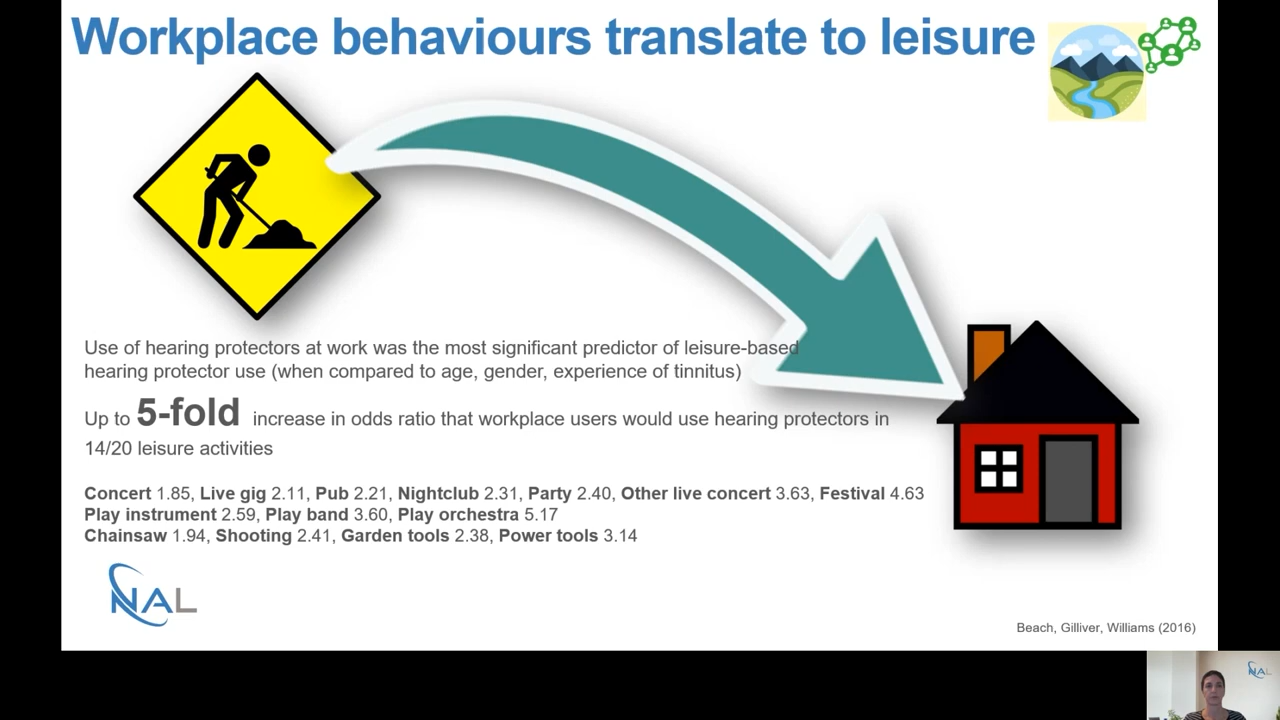 Workplace behaviours translate to leisure
Use of hearing protectors at work was the most significant predictor of leisure-based
hearing protector use (when compared to age, gender, experience of tinnitus)
Up to 5-fold increase in odds ratio that workplace users would use hearing protectors in
14/20 leisure activities
Concert 1.85, Live gig 2.11, Pub 2.21, Nightclub 2.31, Party 2.40, Other live concert 3.63, Festival 4.63
Play instrument 2.59, Play band 3.60, Play orchestra 5.17
Chainsaw 1.94, Shooting 2.41, Garden tools 2.38, Power tools 3.14
NAL
Beach, Gilliver, Williams (2016)
NAL